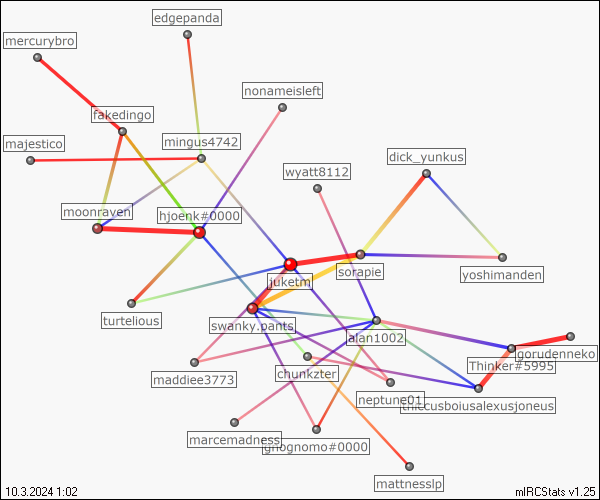 edgepanda
mercurybro
nonameisleft
fakedingo
majestico
mingus4742
dick_yunkus
wyatt8112
moonraven
hjoenk#0000
sorapie
yoshimanden
juketm
turtelious
swanky.pants
alan1002
gorudenneko
Thinker#5995
maddiee3773
chunkzter
neptune01
thiccusboiusalexusjoneus
marcemadness
gnognomo#0000
mattnesslp
10.3.2024 1:02
mIRCStats v1.25